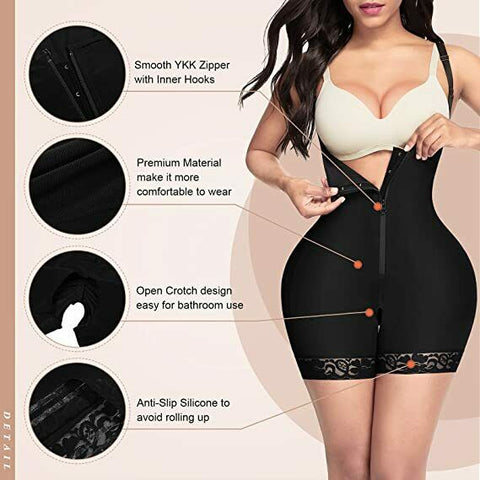 Smooth YKK Zipper
with Inner Hooks
Premium Material
make it more
comfortable to wear
Open Crotch design
easy for bathroom use
Anti-Slip Silicone to
avoid rolling up
DETAIL